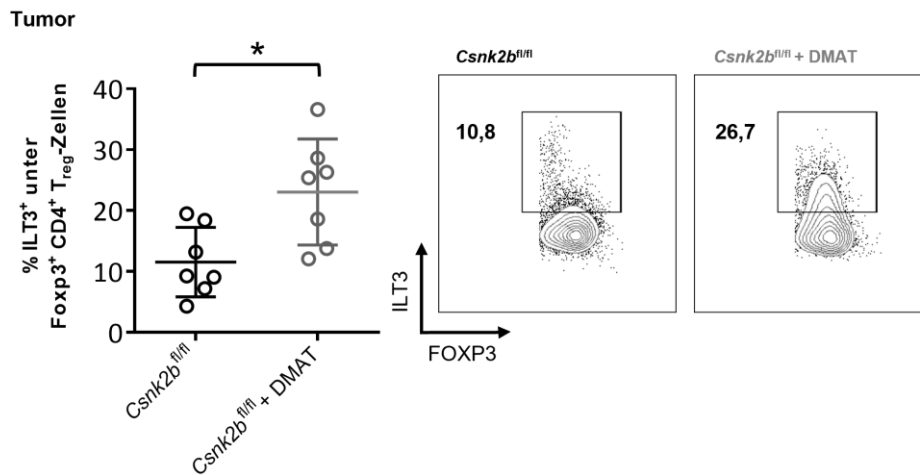 Tumor
*
% ILT3⁺ unter
Foxp3⁺ CD4⁺ Treg-Zellen
40
30
20
10
0
Csnk2b fl/fl
Csnk2b fl/fl + DMAT
Csnk2b fl/fl
10,8
Csnk2b fl/fl + DMAT
26,7
ILT3
FOXP3